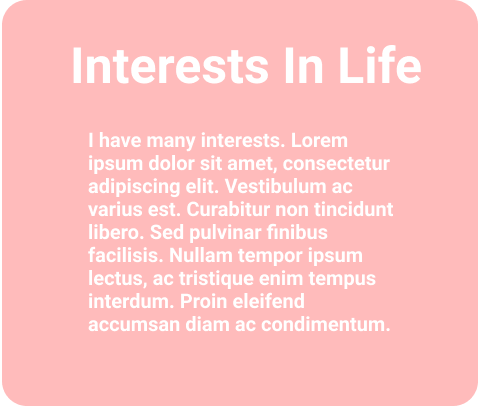 Interests In Life
I have many interests. Lorem
ipsum dolor sit amet, consectetur
adipiscing elit. Vestibulum ac
varius est. Curabitur non tincidunt
libero. Sed pulvinar finibus
facilisis. Nullam tempor ipsum
lectus, ac tristique enim tempus
interdum. Proin eleifend
accumsan diam ac condimentum.